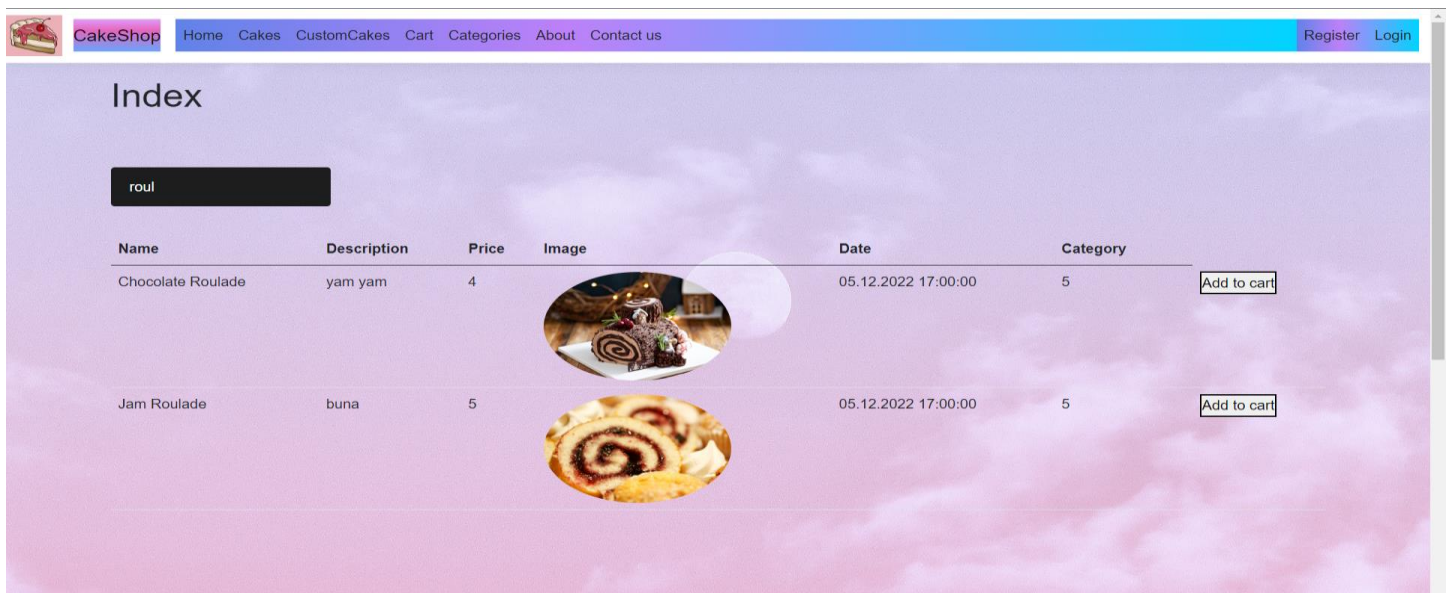 CakeShop Home Cakes CustomCakes Cart Categories About Contact us Register Login
Index
roul
Name Description Price Image Date Category
Chocolate Roulade yam yam 4 05.12.2022 17:00:00 5 Add to cart
Jam Roulade buna 5 05.12.2022 17:00:00 5 Add to cart